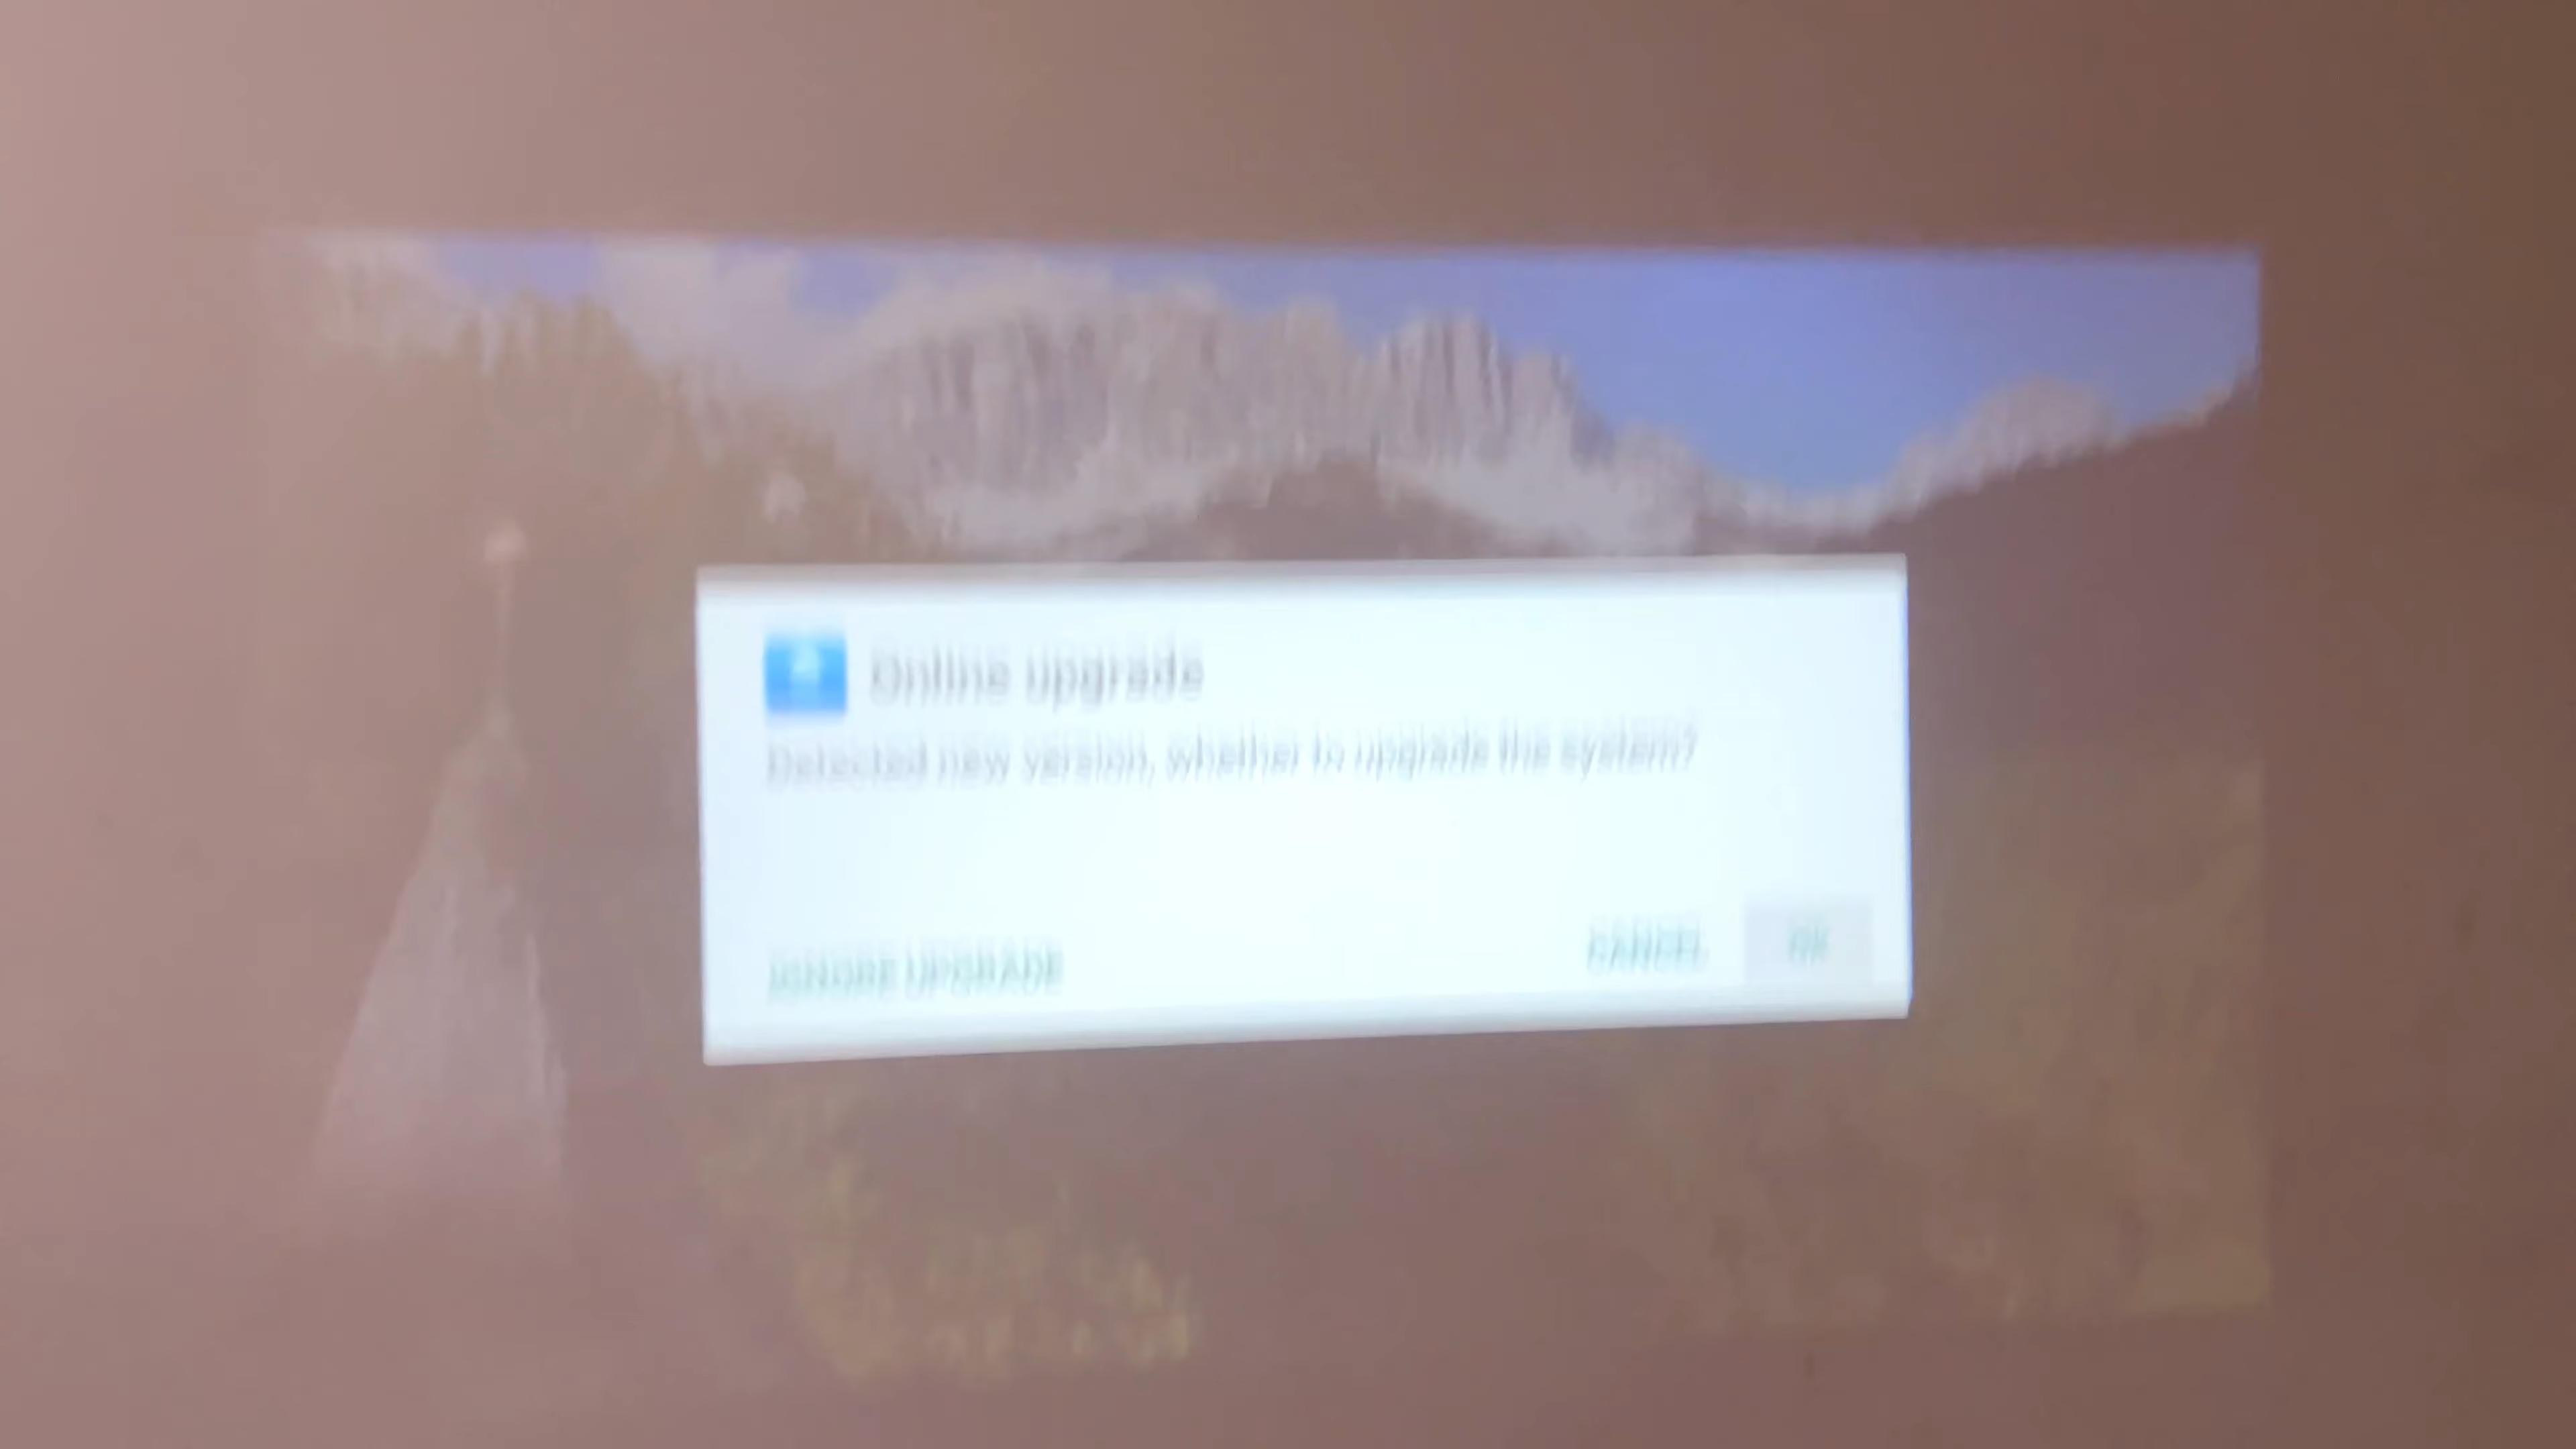 Online upgrade
Detected new version, whether to upgrade the system?
IGNORE UPGRADE
CANCEL
OK